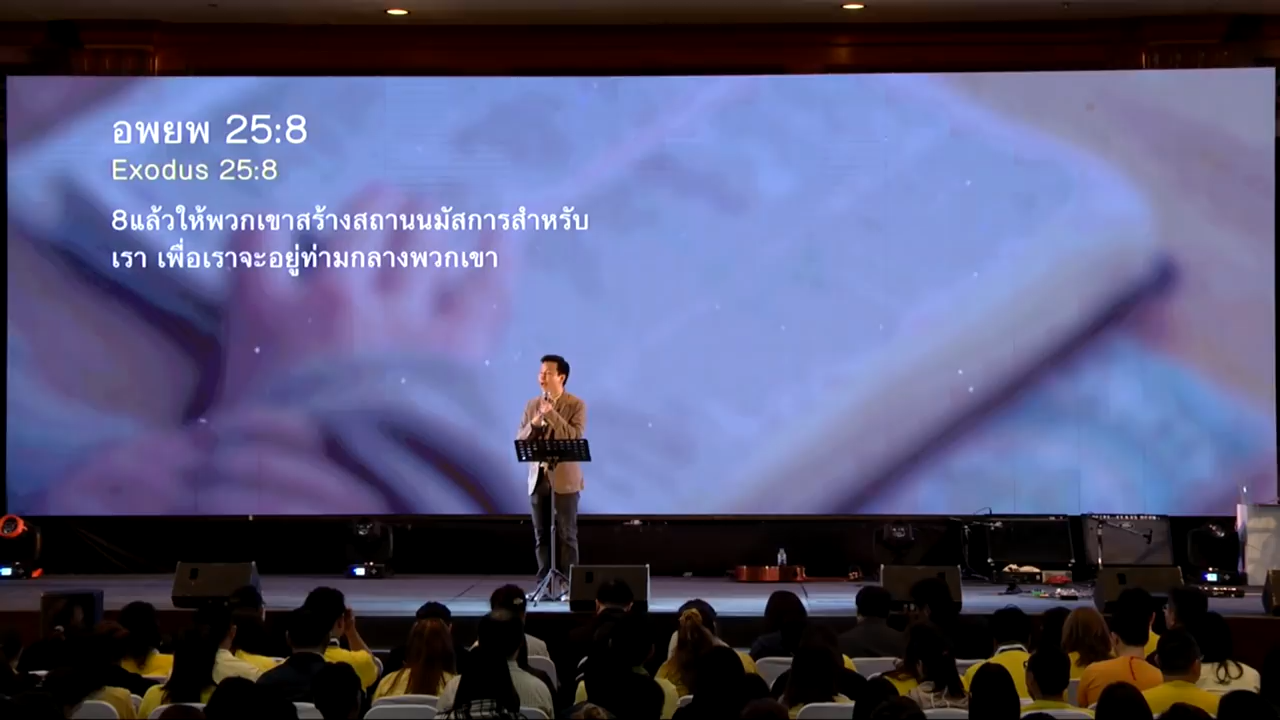 อพยพ 25:8
Exodus 25:8
8แล้วให้พวกเขาสร้างสถานนมัสการสำหรับ
เรา เพื่อเราจะอยู่ท่ามกลางพวกเขา